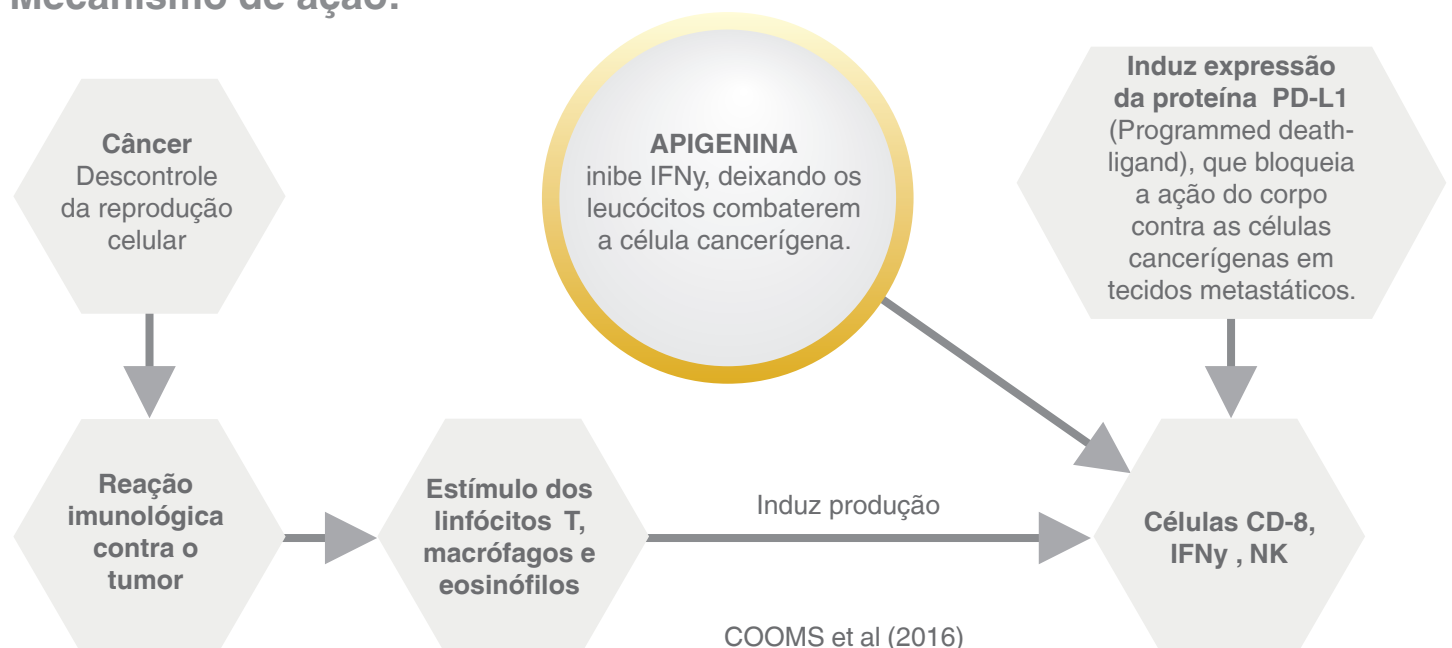 Mecanismo de ação:
Câncer
Descontrole
da reprodução
celular
APIGENINA
inibe IFNy, deixando os
leucócitos combaterem
a célula cancerígena.
Induz expressão
da proteína PD-L1
(Programmed death-
ligand), que bloqueia
a ação do corpo
contra as células
cancerígenas em
tecidos metastáticos.
Reação
imunológica
contra o
tumor
Estímulo dos
linfócitos T,
macrófagos e
eosinófilos
Induz produção
Células CD-8,
IFNy , NK
COOMS et al (2016)